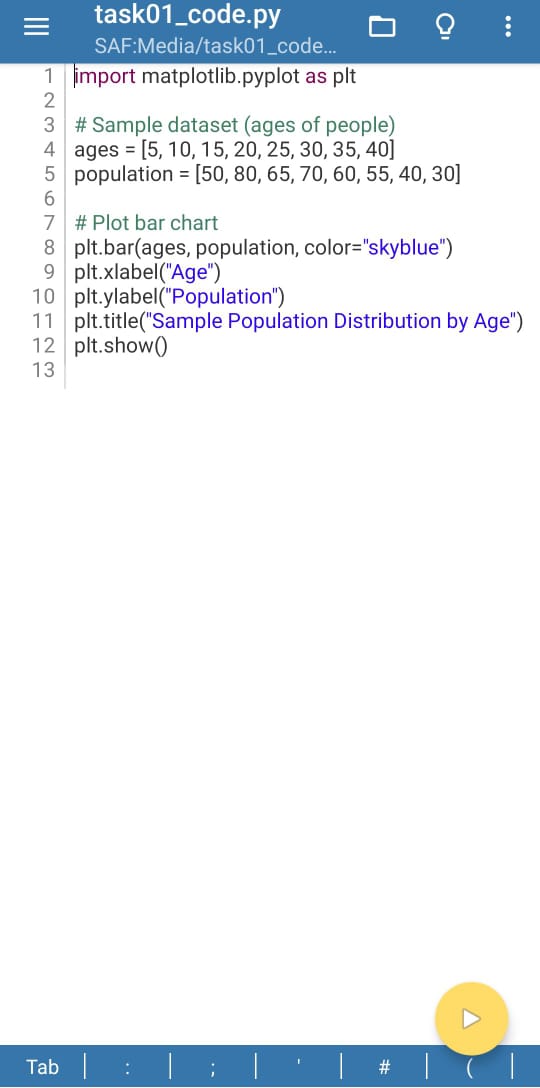 task01_code.py
SAF:Media/task01_code...
1 import matplotlib.pyplot as plt
2
3 # Sample dataset (ages of people)
4 ages = [5, 10, 15, 20, 25, 30, 35, 40]
5 population = [50, 80, 65, 70, 60, 55, 40, 30]
6
7 # Plot bar chart
8 plt.bar(ages, population, color="skyblue")
9 plt.xlabel("Age")
10 plt.ylabel("Population")
11 plt.title("Sample Population Distribution by Age")
12 plt.show()
13
Tab : ; ' # (